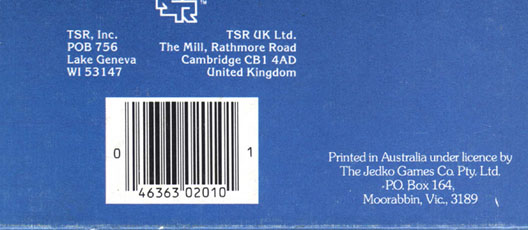 TSR, Inc.
POB 756
Lake Geneva
WI 53147
TSR UK Ltd.
The Mill, Rathmore Road
Cambridge CB1 4AD
United Kingdom
0 46363 02010 1
Printed in Australia under licence by
The Jedko Games Co. Pty. Ltd.
P.O. Box 164,
Moorabbin, Vic., 3189